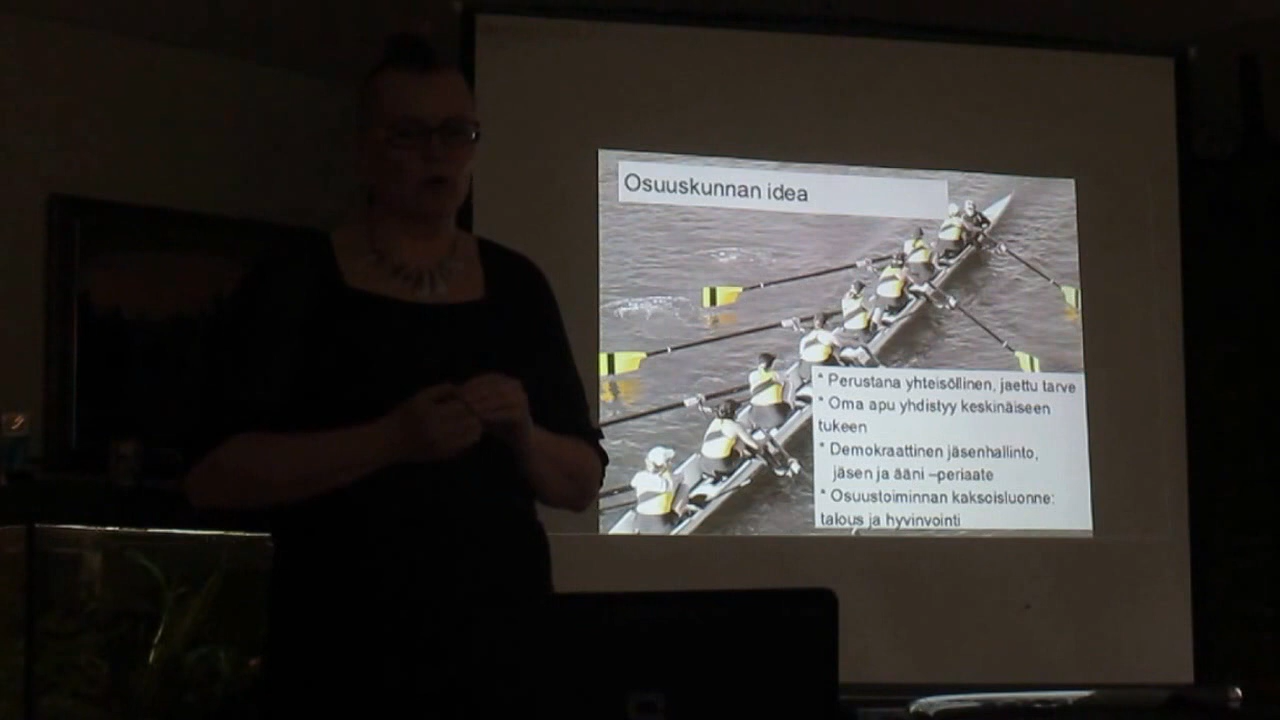 Osuuskunnan idea
* Perustana yhteisöllinen, jaettu tarve
* Oma apu yhdistyy keskinäiseen
tukeen
* Demokraattinen jäsenhallinto,
jäsen ja ääni –periaate
* Osuustoiminnan kaksoisluonne:
talous ja hyvinvointi